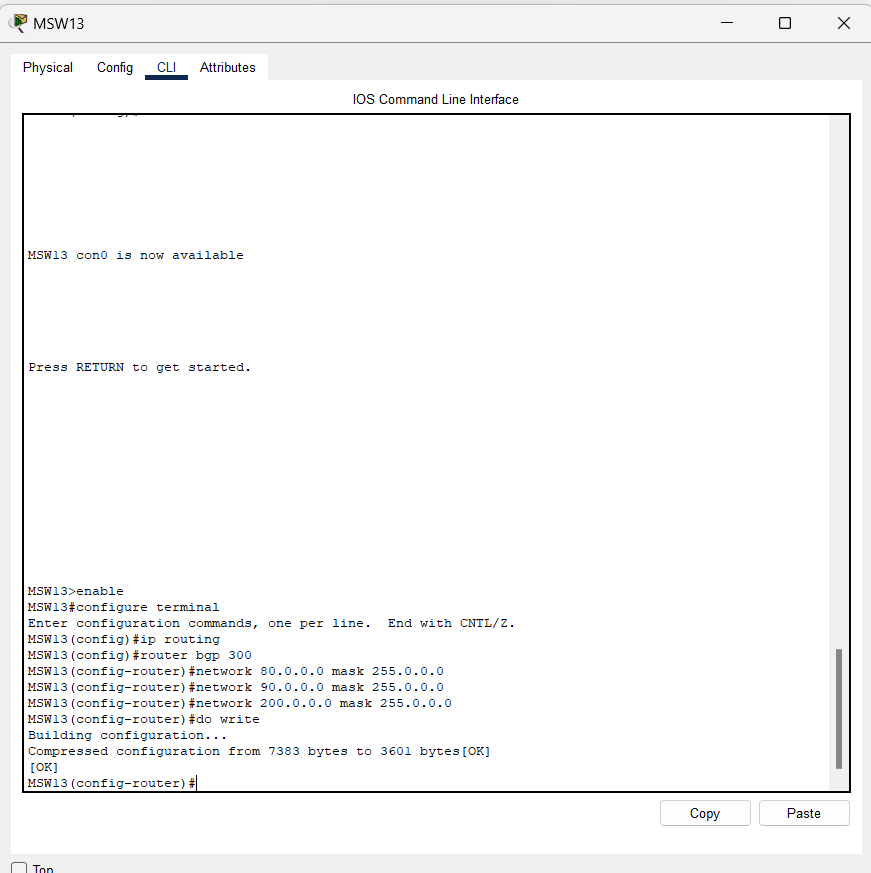 MSW13
Physical Config CLI Attributes
IOS Command Line Interface
MSW13 con0 is now available
Press RETURN to get started.
MSW13>enable
MSW13#configure terminal
Enter configuration commands, one per line.  End with CNTL/Z.
MSW13(config)#ip routing
MSW13(config)#router bgp 300
MSW13(config-router)#network 80.0.0.0 mask 255.0.0.0
MSW13(config-router)#network 90.0.0.0 mask 255.0.0.0
MSW13(config-router)#network 200.0.0.0 mask 255.0.0.0
MSW13(config-router)#do write
Building configuration...
Compressed configuration from 7383 bytes to 3601 bytes[OK]
[OK]
MSW13(config-router)#
Copy Paste
Top